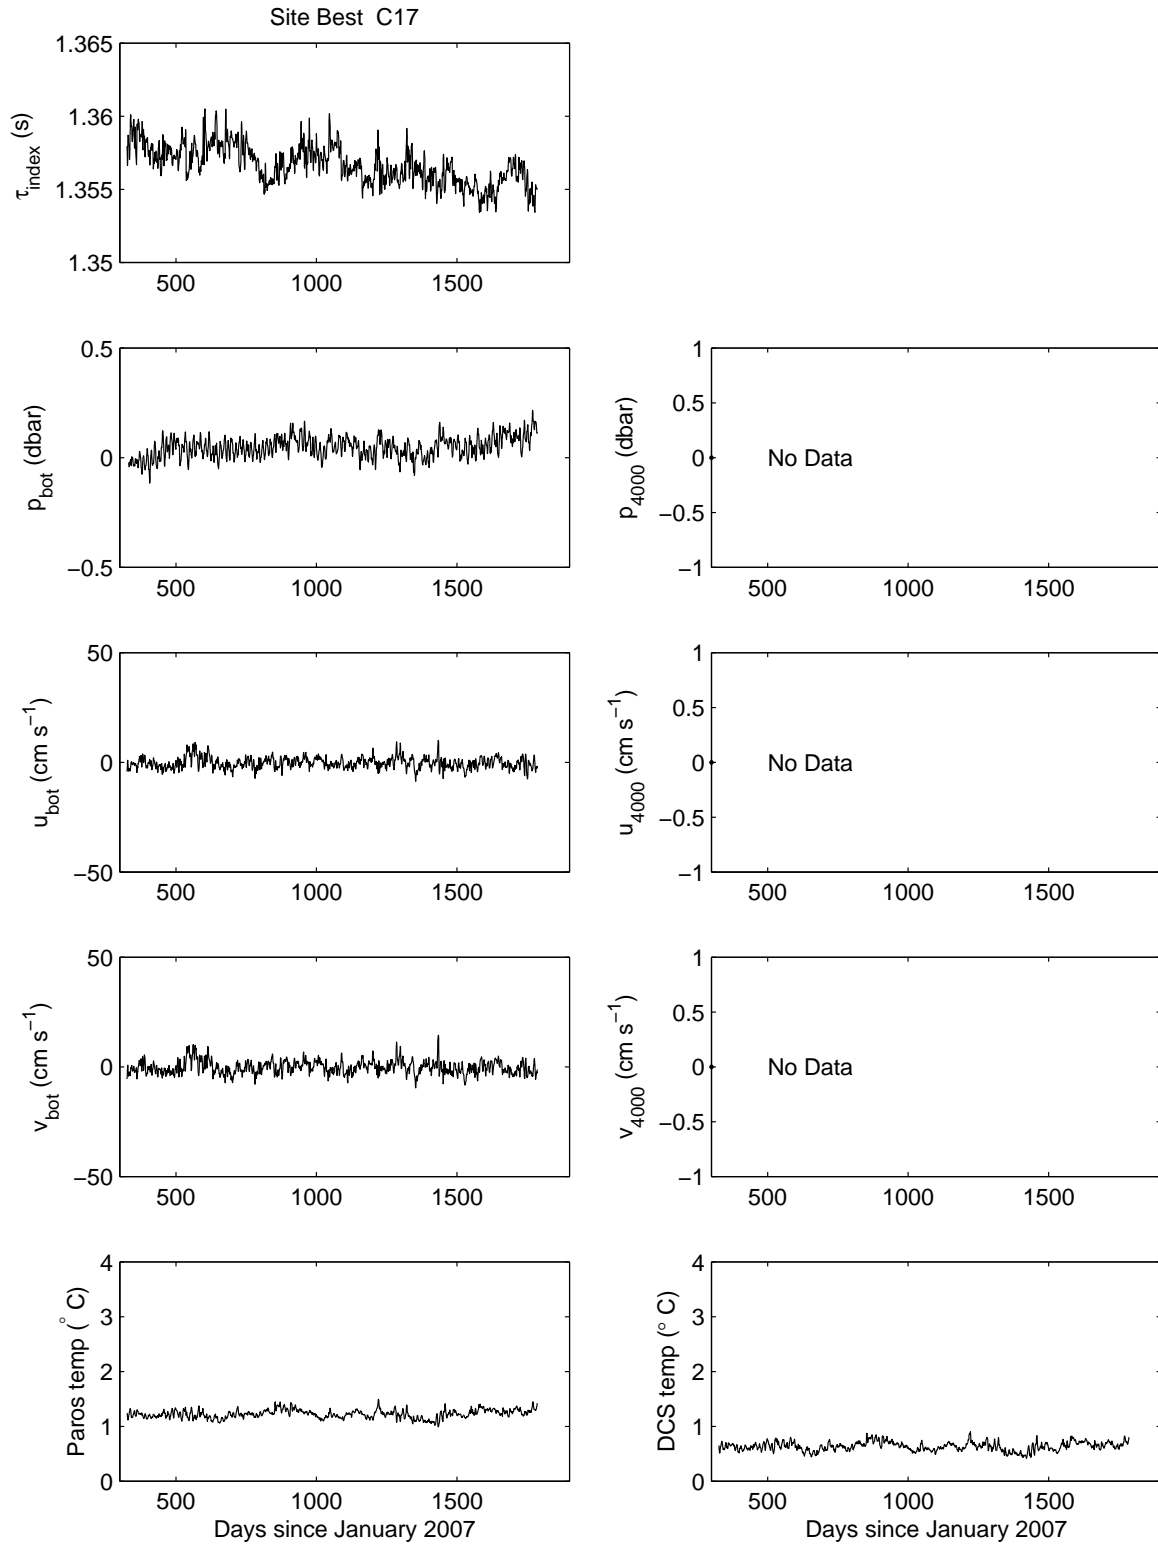 Site Best  C17
1.365
1.36
1.355
1.35
τindex (s)
500 1000 1500
0.5
0
−0.5
pbot (dbar)
500 1000 1500
1
0.5
0
−0.5
−1
p4000 (dbar)
No Data
500 1000 1500
50
0
−50
ubot (cm s−1)
500 1000 1500
1
0.5
0
−0.5
−1
u4000 (cm s−1)
No Data
500 1000 1500
50
0
−50
vbot (cm s−1)
500 1000 1500
1
0.5
0
−0.5
−1
v4000 (cm s−1)
No Data
500 1000 1500
4
3
2
1
0
Paros temp (° C)
500 1000 1500
Days since January 2007
4
3
2
1
0
DCS temp (° C)
500 1000 1500
Days since January 2007